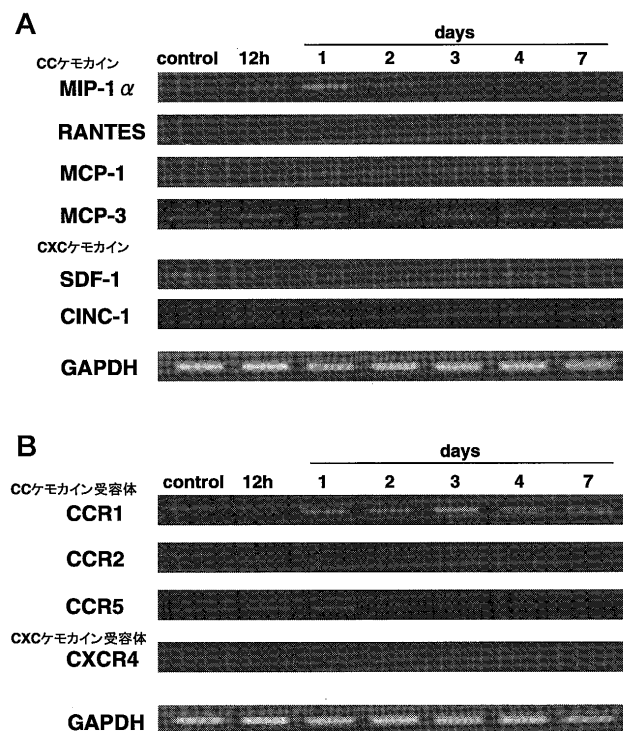 A
days
CCケモカイン control 12h 1 2 3 4 7
MIP-1α
RANTES
MCP-1
MCP-3
CXCケモカイン
SDF-1
CINC-1
GAPDH
B
days
CCケモカイン受容体 control 12h 1 2 3 4 7
CCR1
CCR2
CCR5
CXCケモカイン受容体
CXCR4
GAPDH